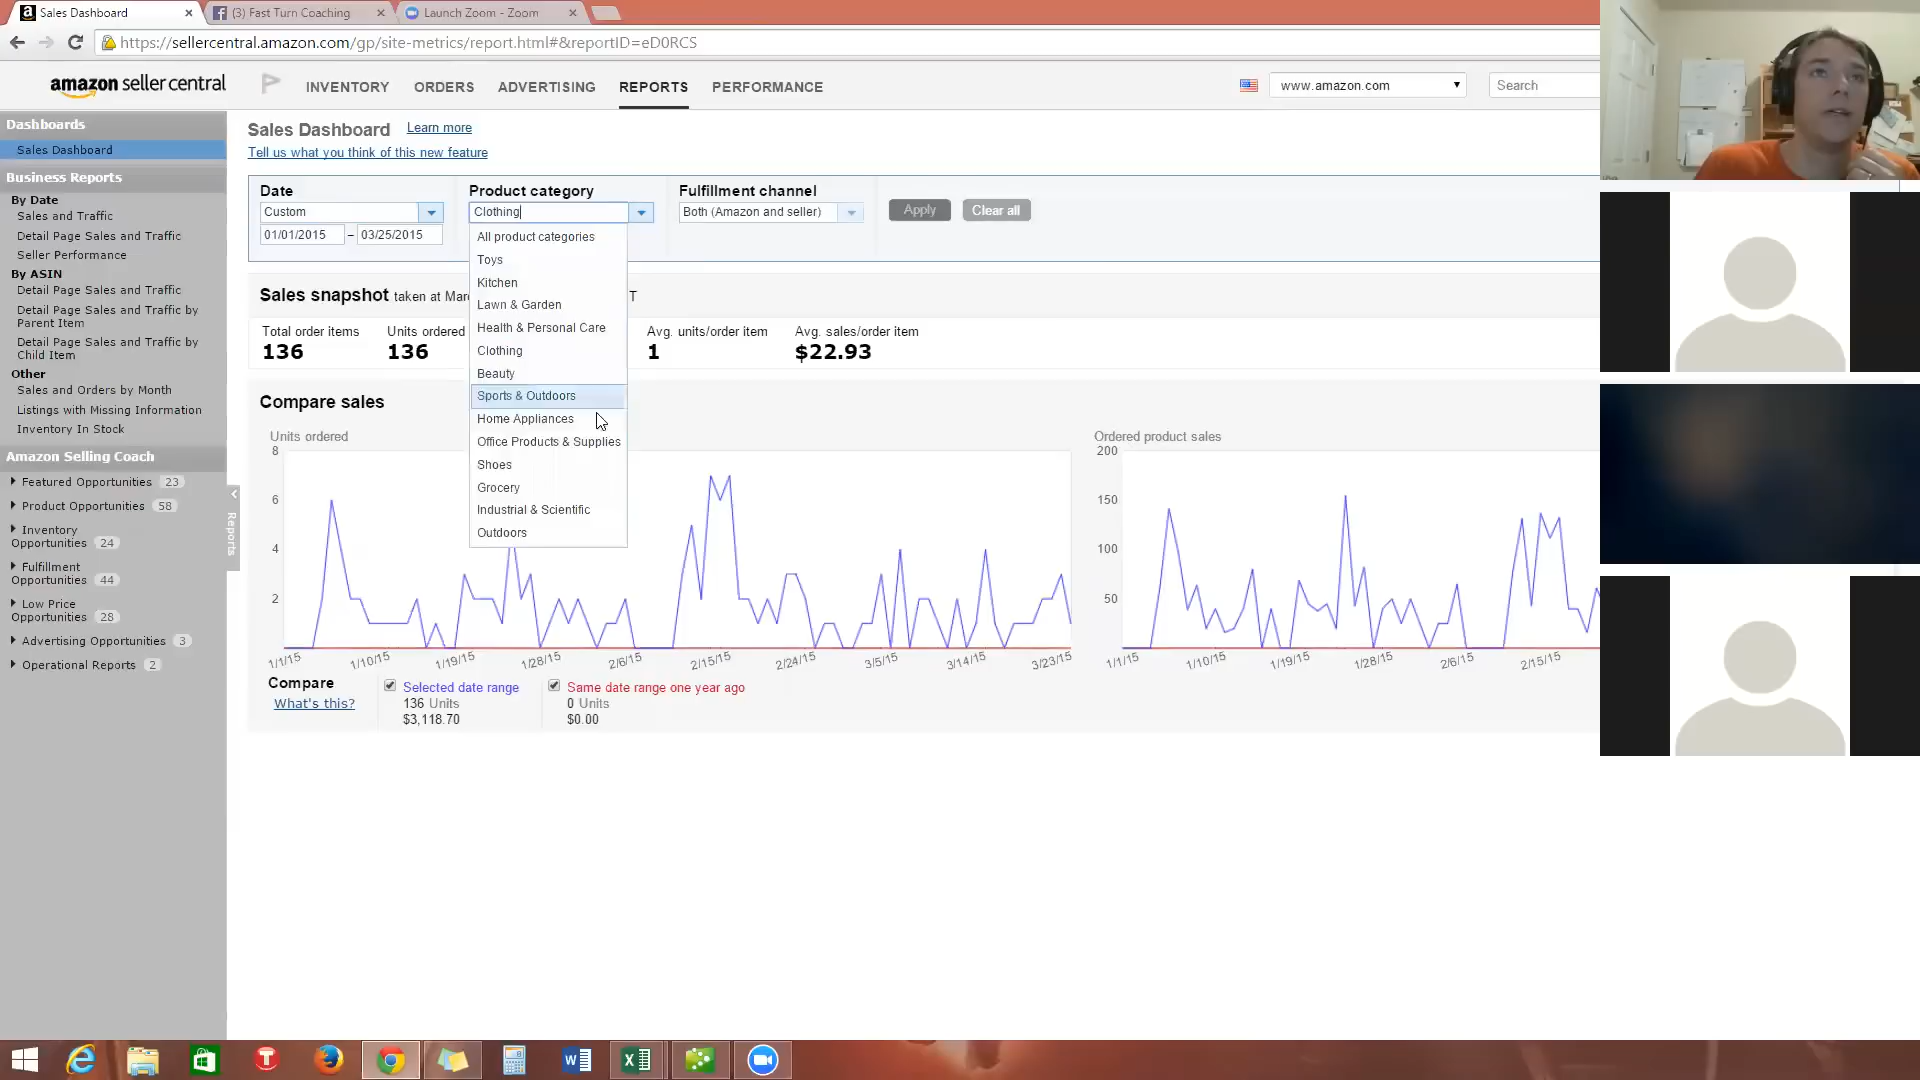 Sales Dashboard
(3) Fast Turn Coaching
Launch Zoom - Zoom
https://sellercentral.amazon.com/gp/site-metrics/report.html#&reportID=eD0RCS
amazon seller central
INVENTORY
ORDERS
ADVERTISING
REPORTS
PERFORMANCE
www.amazon.com
Search
Dashboards
Sales Dashboard
Business Reports
By Date
Sales and Traffic
Detail Page Sales and Traffic
Seller Performance
By ASIN
Detail Page Sales and Traffic
Detail Page Sales and Traffic by
Parent Item
Detail Page Sales and Traffic by
Child Item
Other
Sales and Orders by Month
Listings with Missing Information
Inventory In Stock
Amazon Selling Coach
Featured Opportunities 23
Product Opportunities 58
Inventory
Opportunities 24
Fulfillment
Opportunities 44
Low Price
Opportunities 28
Advertising Opportunities 3
Operational Reports 2
Reports
Sales Dashboard Learn more
Tell us what you think of this new feature
Date
Custom
01/01/2015 – 03/25/2015
Product category
Clothing
All product categories
Toys
Kitchen
Lawn & Garden
Health & Personal Care
Clothing
Beauty
Sports & Outdoors
Home Appliances
Office Products & Supplies
Shoes
Grocery
Industrial & Scientific
Outdoors
Fulfillment channel
Both (Amazon and seller)
Apply
Clear all
Sales snapshot taken at Mar T
Total order items
136
Units ordered
136
Avg. units/order item
1
Avg. sales/order item
$22.93
Compare sales
Units ordered
8
6
4
2
1/1/15 1/10/15 1/19/15 1/28/15 2/6/15 2/15/15 2/24/15 3/5/15 3/14/15 3/23/15
Ordered product sales
200
150
100
50
1/1/15 1/10/15 1/19/15 1/28/15 2/6/15 2/15/15
Compare
What's this?
Selected date range
136 Units
$3,118.70
Same date range one year ago
0 Units
$0.00